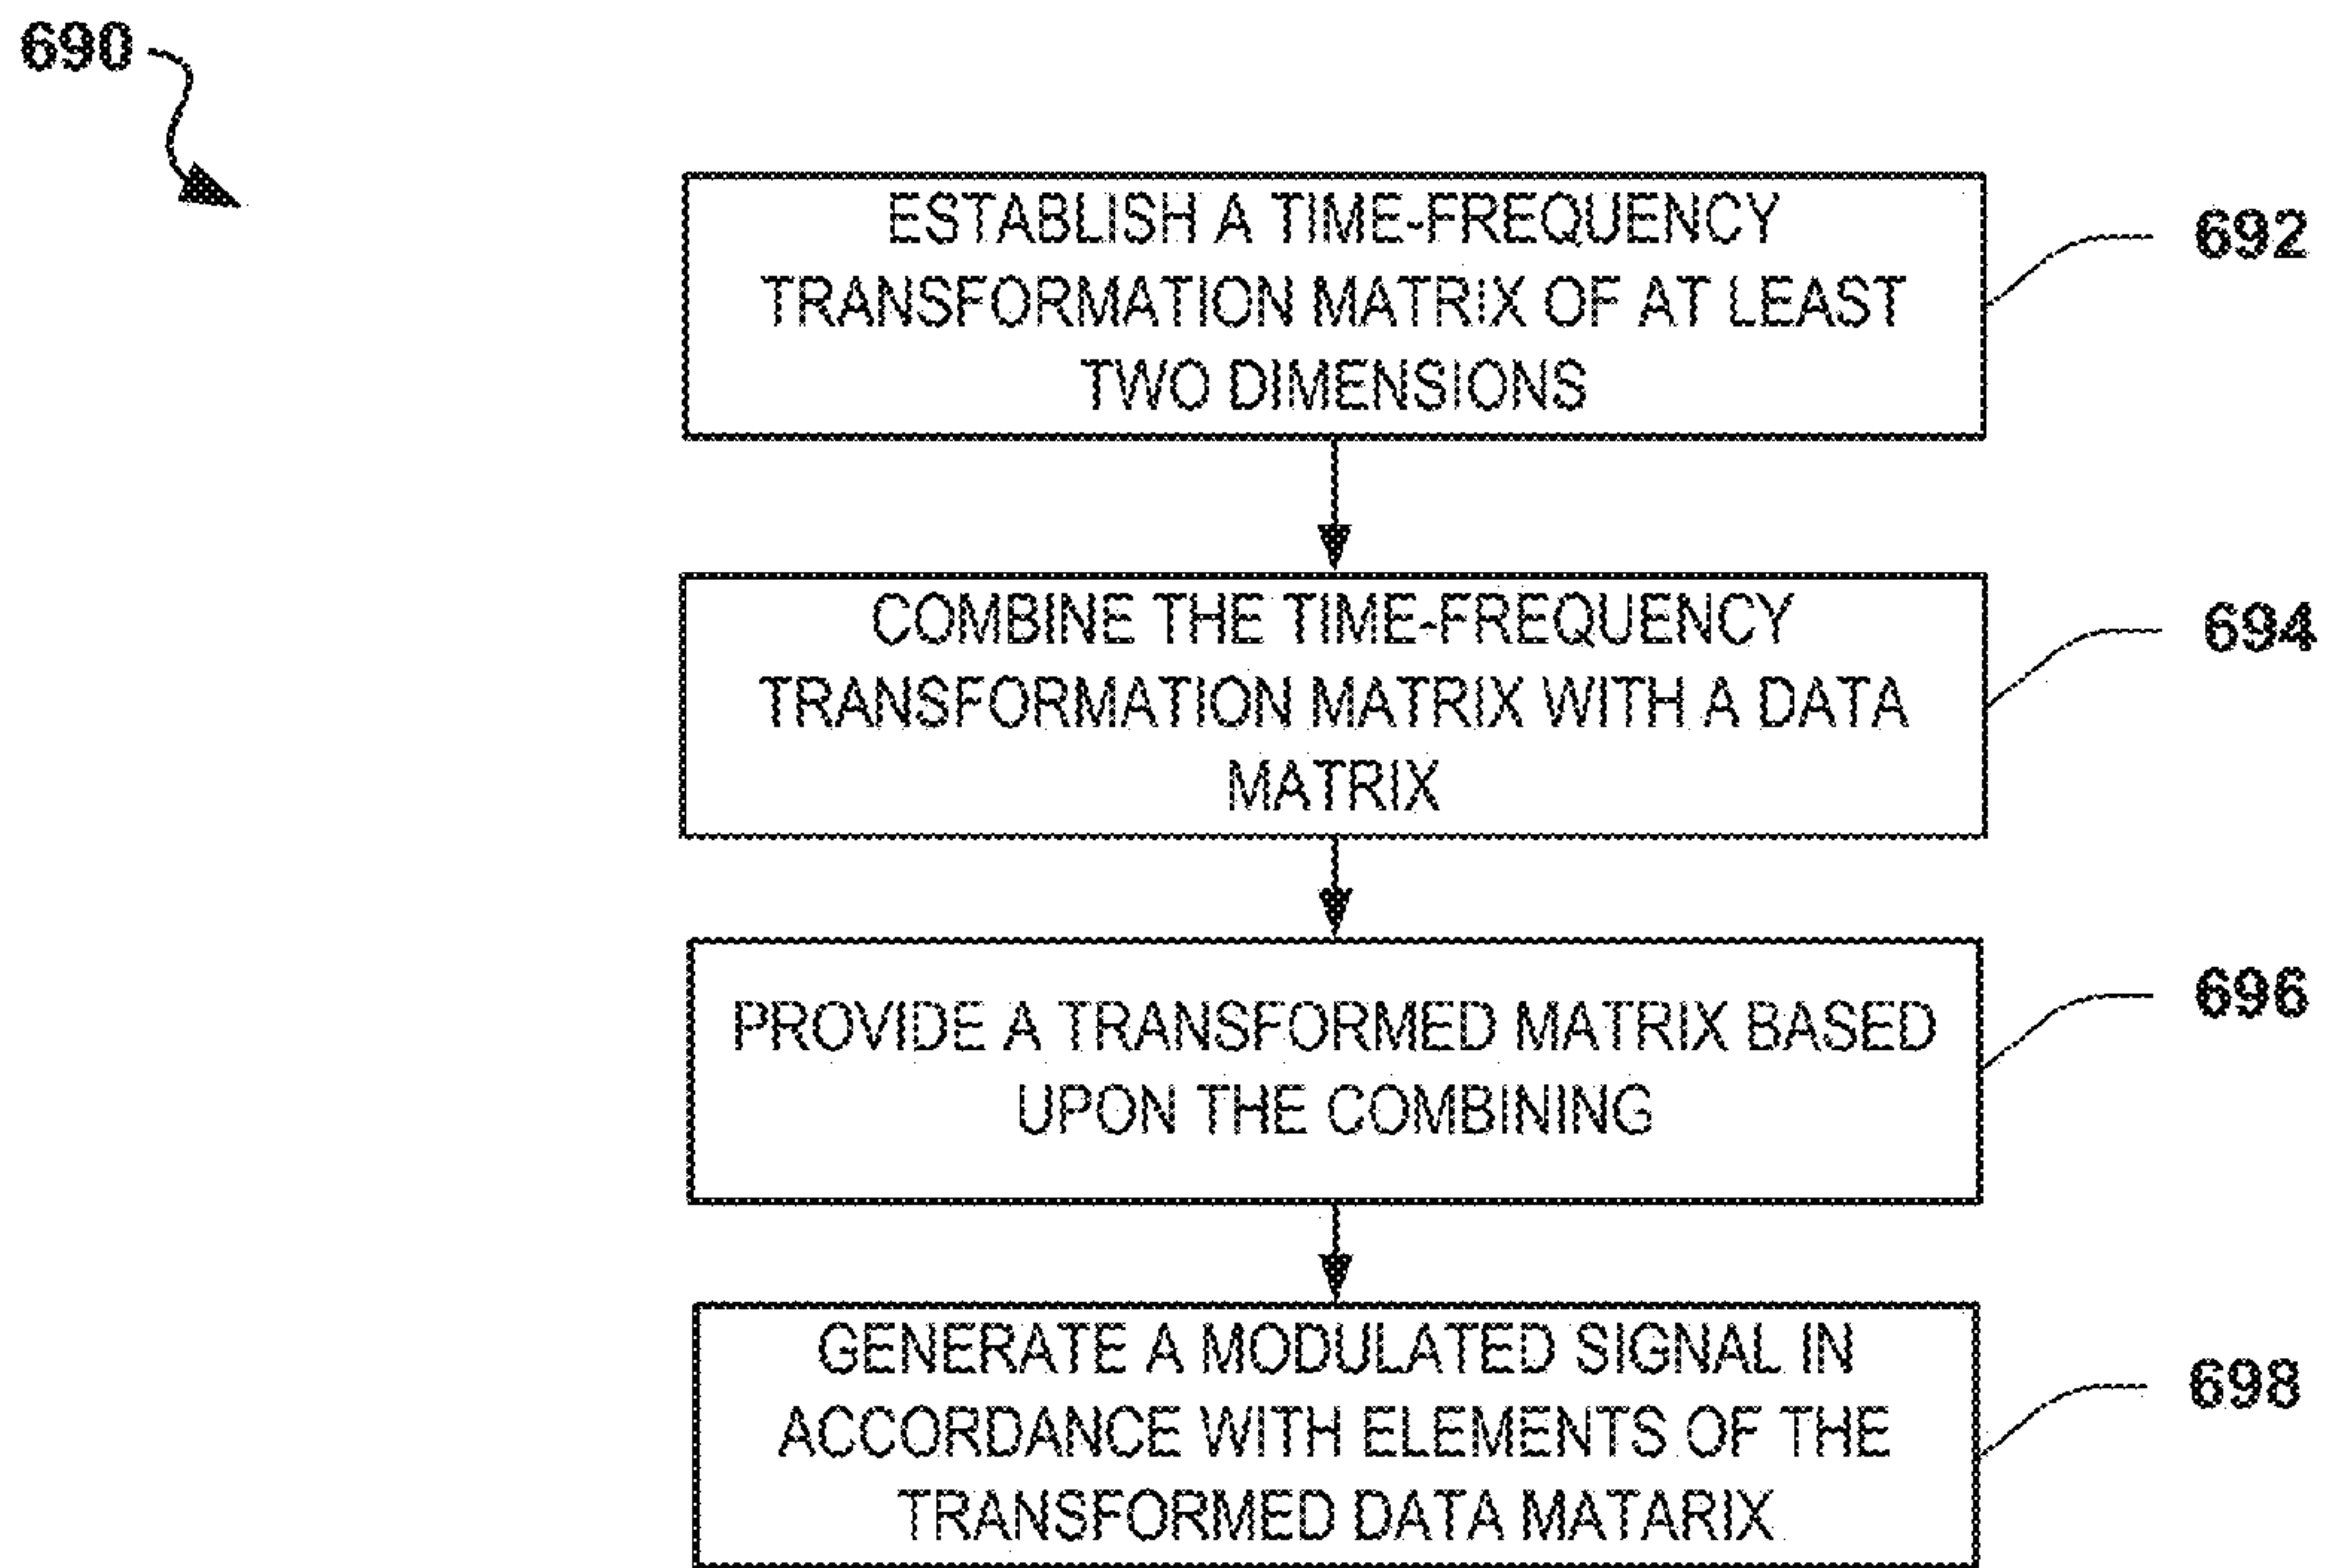 690
ESTABLISH A TIME-FREQUENCY
TRANSFORMATION MATRIX OF AT LEAST
TWO DIMENSIONS
692
COMBINE THE TIME-FREQUENCY
TRANSFORMATION MATRIX WITH A DATA
MATRIX
694
PROVIDE A TRANSFORMED MATRIX BASED
UPON THE COMBINING
696
GENERATE A MODULATED SIGNAL IN
ACCORDANCE WITH ELEMENTS OF THE
TRANSFORMED DATA MATARIX
698